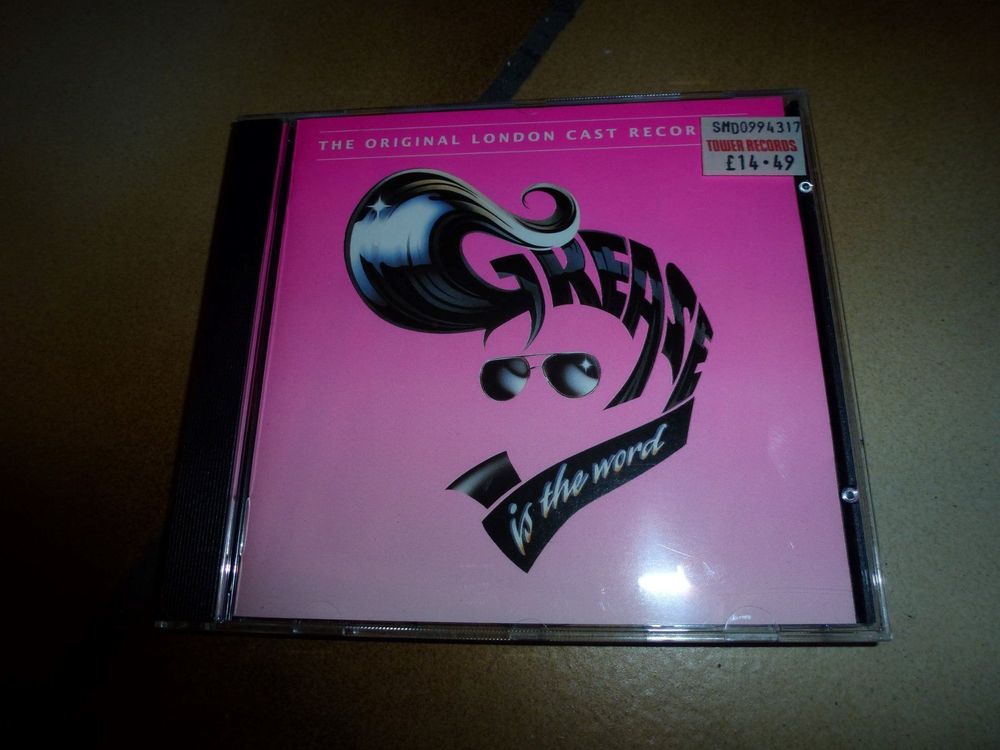 THE ORIGINAL LONDON CAST RECOR
SMD0994317
TOWER RECORDS
£14·49
GREASE
is the word